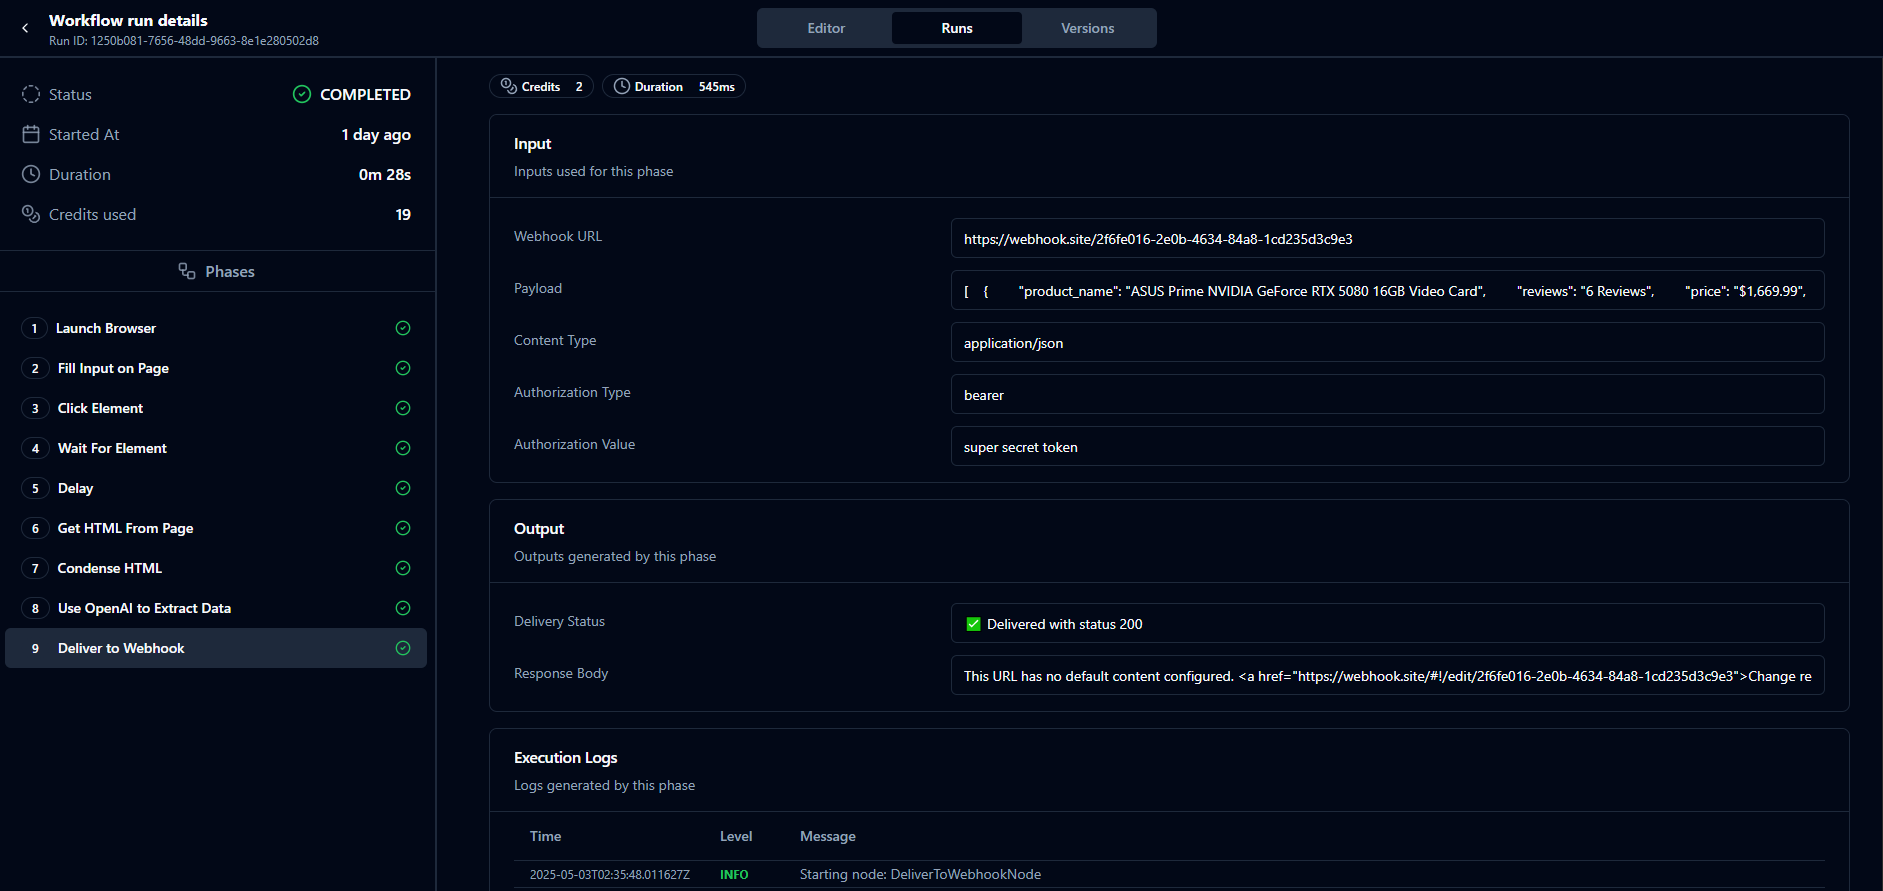 Workflow run details
Run ID: 1250b081-7656-48dd-9663-8e1e280502d8
Editor
Runs
Versions
Status
COMPLETED
Started At
1 day ago
Duration
0m 28s
Credits used
19
Phases
1 Launch Browser
2 Fill Input on Page
3 Click Element
4 Wait For Element
5 Delay
6 Get HTML From Page
7 Condense HTML
8 Use OpenAI to Extract Data
9 Deliver to Webhook
Credits 2
Duration 545ms
Input
Inputs used for this phase
Webhook URL
https://webhook.site/2f6fe016-2e0b-4634-84a8-1cd235d3c9e3
Payload
[ { "product_name": "ASUS Prime NVIDIA GeForce RTX 5080 16GB Video Card", "reviews": "6 Reviews", "price": "$1,669.99",
Content Type
application/json
Authorization Type
bearer
Authorization Value
super secret token
Output
Outputs generated by this phase
Delivery Status
✅ Delivered with status 200
Response Body
This URL has no default content configured. <a href="https://webhook.site/#!/edit/2f6fe016-2e0b-4634-84a8-1cd235d3c9e3">Change re
Execution Logs
Logs generated by this phase
Time Level Message
2025-05-03T02:35:48.011627Z INFO Starting node: DeliverToWebhookNode